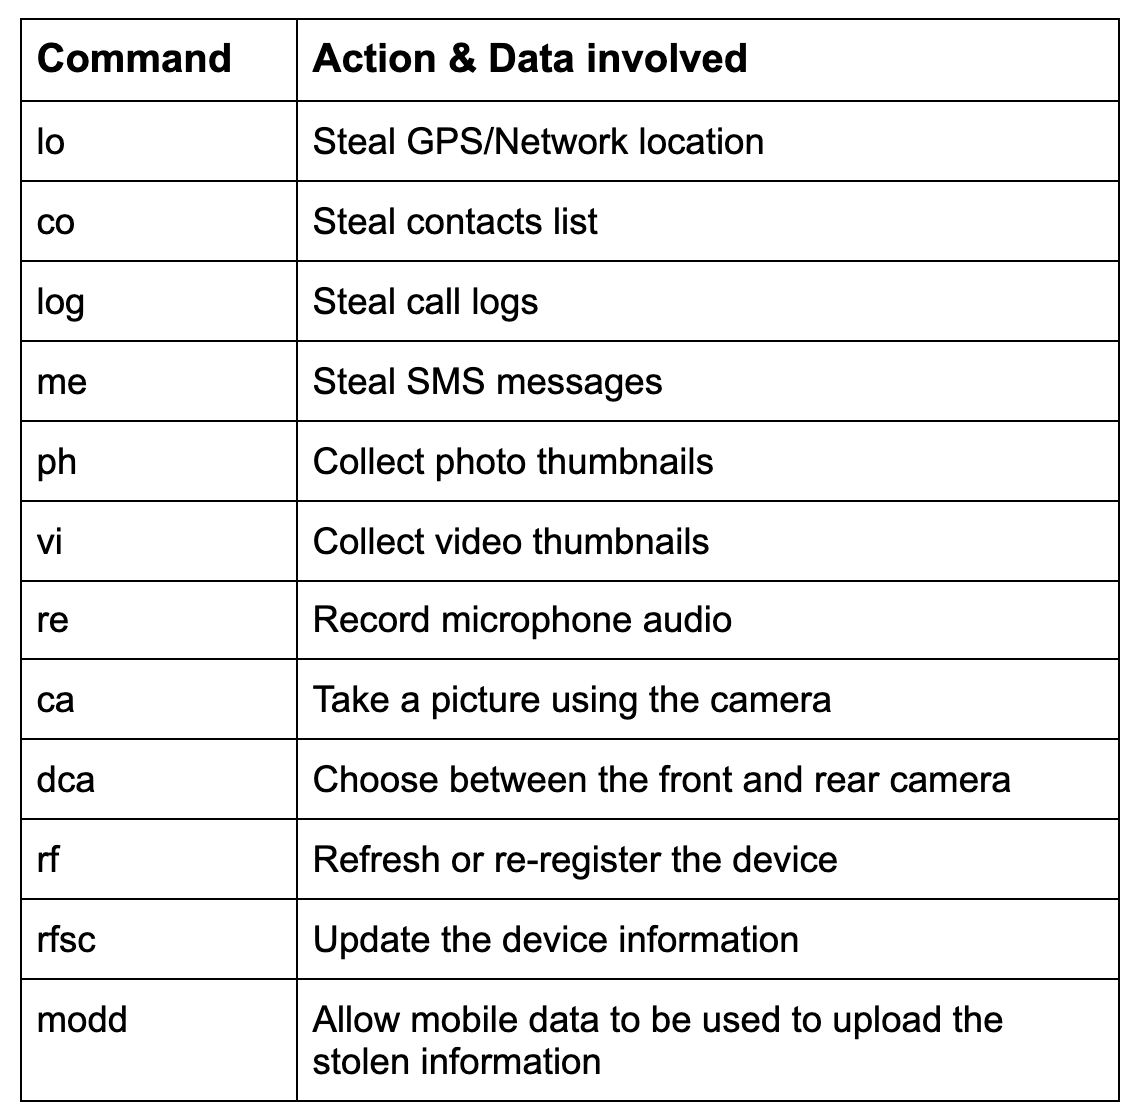 Command Action & Data involved
lo Steal GPS/Network location
co Steal contacts list
log Steal call logs
me Steal SMS messages
ph Collect photo thumbnails
vi Collect video thumbnails
re Record microphone audio
ca Take a picture using the camera
dca Choose between the front and rear camera
rf Refresh or re-register the device
rfsc Update the device information
modd Allow mobile data to be used to upload the
stolen information